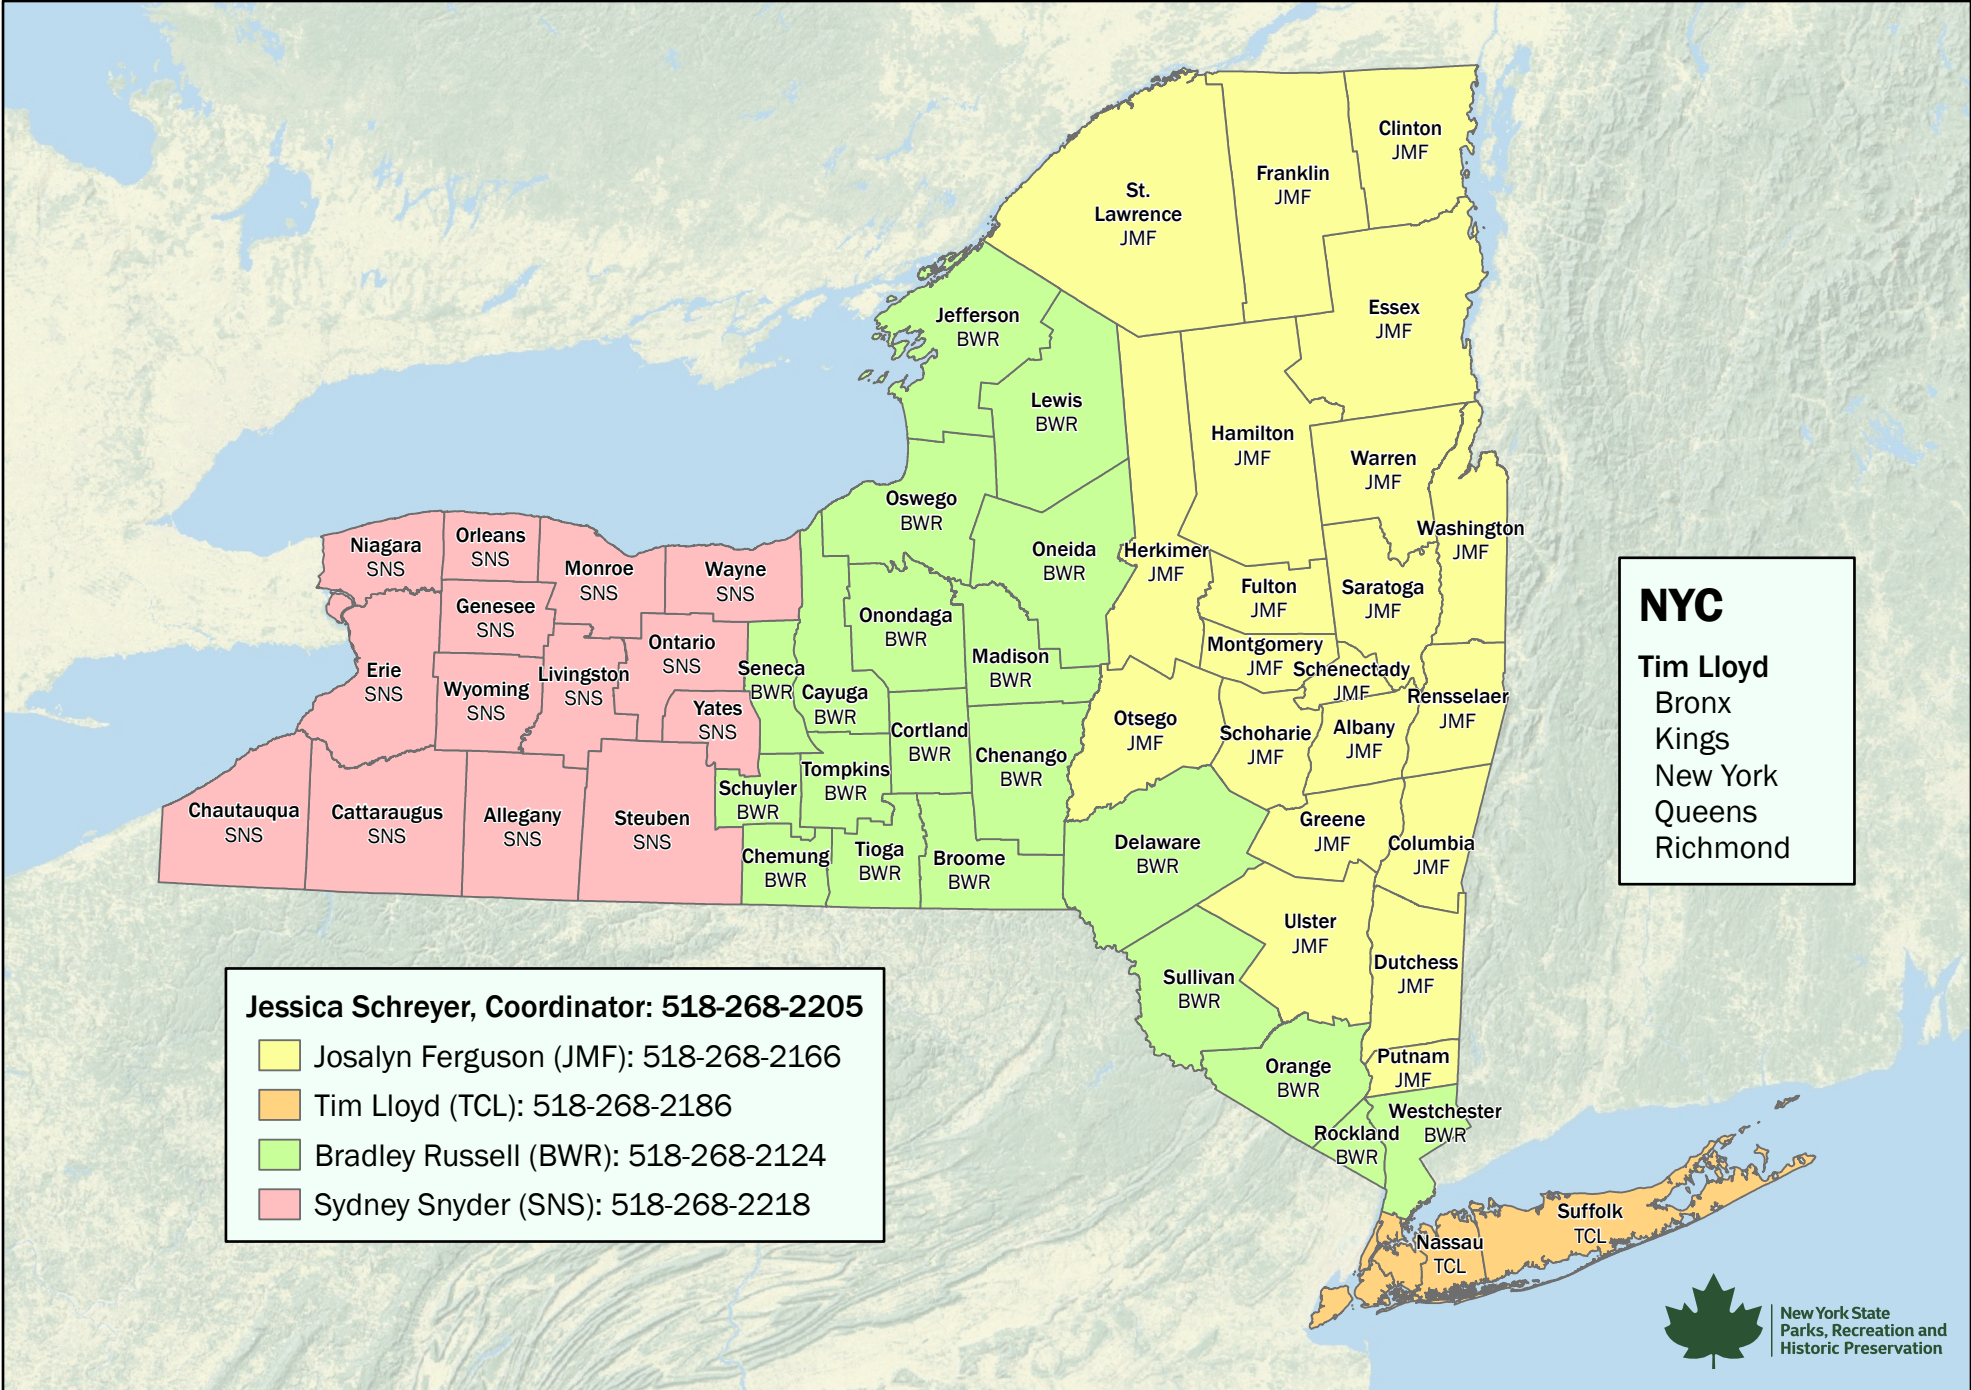 Clinton
JMF
Franklin
JMF
St.
Lawrence
JMF
Essex
JMF
Jefferson
BWR
Lewis
BWR
Hamilton
JMF
Warren
JMF
Oswego
BWR
Washington
JMF
Oneida
BWR
Herkimer
JMF
Niagara
SNS
Orleans
SNS
Monroe
SNS
Wayne
SNS
Fulton
JMF
Saratoga
JMF
Genesee
SNS
Onondaga
BWR
Ontario
SNS
Madison
BWR
Montgomery
JMF
Schenectady
JMF
Erie
SNS
Wyoming
SNS
Livingston
SNS
Seneca
BWR
Cayuga
BWR
Yates
SNS
Rensselaer
JMF
Otsego
JMF
Schoharie
JMF
Albany
JMF
Cortland
BWR
Chenango
BWR
Tompkins
BWR
Schuyler
BWR
Chautauqua
SNS
Cattaraugus
SNS
Allegany
SNS
Steuben
SNS
Greene
JMF
Columbia
JMF
Delaware
BWR
Chemung
BWR
Tioga
BWR
Broome
BWR
Ulster
JMF
Dutchess
JMF
Sullivan
BWR
Putnam
JMF
Orange
BWR
Westchester
BWR
Rockland
BWR
Suffolk
TCL
Nassau
TCL
NYC
Tim Lloyd
Bronx
Kings
New York
Queens
Richmond
Jessica Schreyer, Coordinator: 518-268-2205
Josalyn Ferguson (JMF): 518-268-2166
Tim Lloyd (TCL): 518-268-2186
Bradley Russell (BWR): 518-268-2124
Sydney Snyder (SNS): 518-268-2218
New York State
Parks, Recreation and
Historic Preservation